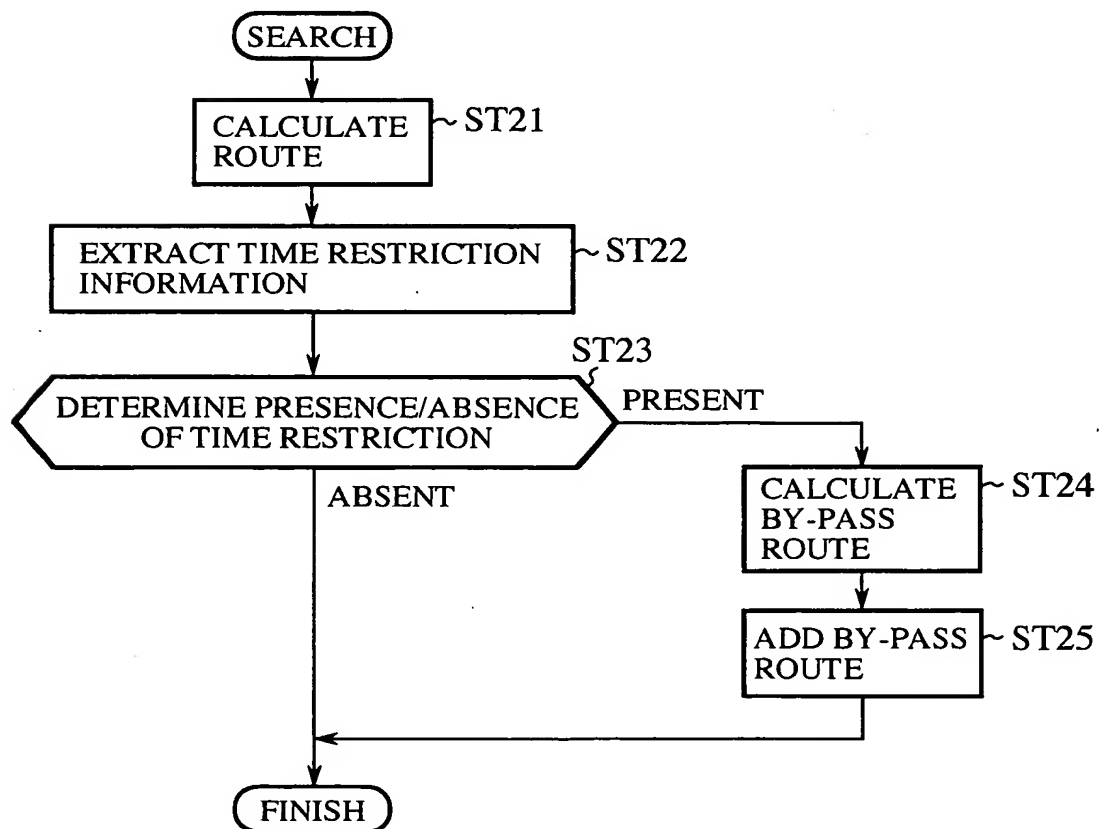 SEARCH
CALCULATE
ROUTE
ST21
EXTRACT TIME RESTRICTION
INFORMATION
ST22
ST23
DETERMINE PRESENCE/ABSENCE
OF TIME RESTRICTION
PRESENT
ABSENT
CALCULATE
BY-PASS
ROUTE
ST24
ADD BY-PASS
ROUTE
ST25
FINISH